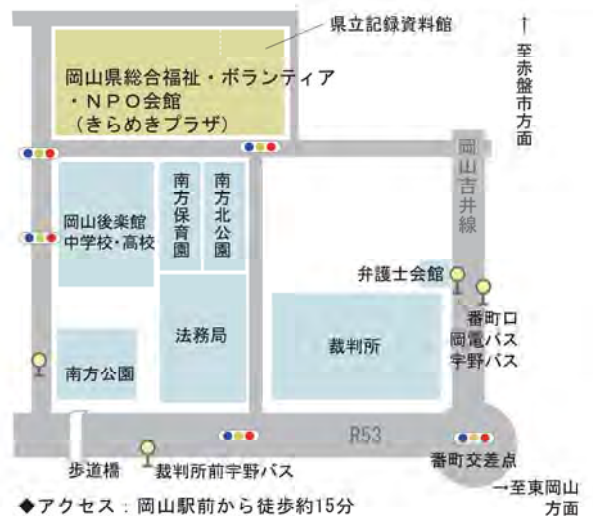 県立記録資料館
岡山県総合福祉・ボランティア
・NPO会館
(きらめきプラザ)
↑至赤盤市方面
岡山吉井線
岡山後楽館
中学校・高校
南方保育園
南方北公園
弁護士会館
番町口
岡電バス
宇野バス
法務局
裁判所
南方公園
R53
歩道橋
裁判所前宇野バス
番町交差点
→至東岡山
方面
◆アクセス:岡山駅前から徒歩約15分